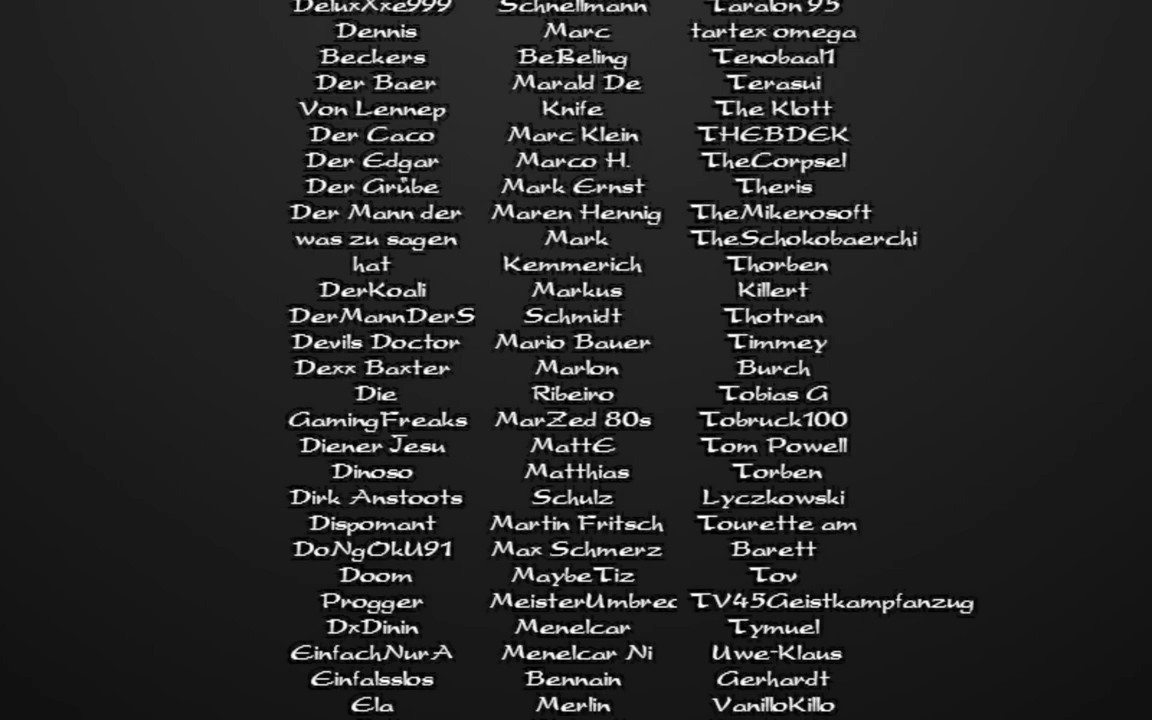 DeluxXxe999
Dennis
Beckers
Der Baer
Von Lennep
Der Caco
Der Edgar
Der Grübe
Der Mann der
was zu sagen
hat
DerKoali
DerMannDerS
Devils Doctor
Dexx Baxter
Die
GamingFreaks
Diener Jesu
Dinoso
Dirk Anstoots
Dispomant
DoNgOkU91
Doom
Progger
DxDinin
EinfachNurA
Einfalsslos
Ela
Schnellmann
Marc
BeBeling
Marald De
Knife
Marc Klein
Marco H.
Mark Ernst
Maren Hennig
Mark
Kemmerich
Markus
Schmidt
Mario Bauer
Marlon
Ribeiro
MarZed 80s
MattE
Matthias
Schulz
Martin Fritsch
Max Schmerz
MaybeTiz
MeisterUmbrec
Menelcar
Menelcar Ni
Bennain
Merlin
Taralon 95
tartex omega
Tenobaal1
Terasui
The Klott
THEBDEK
TheCorpsel
Theris
TheMikerosoft
TheSchokobaerchi
Thorben
Killert
Thotran
Timmey
Burch
Tobias G
Tobruck100
Tom Powell
Torben
Lyczkowski
Tourette am
Barett
Tov
TV45Geistkampfanzug
Tymuel
Uwe-Klaus
Gerhardt
VanilloKillo